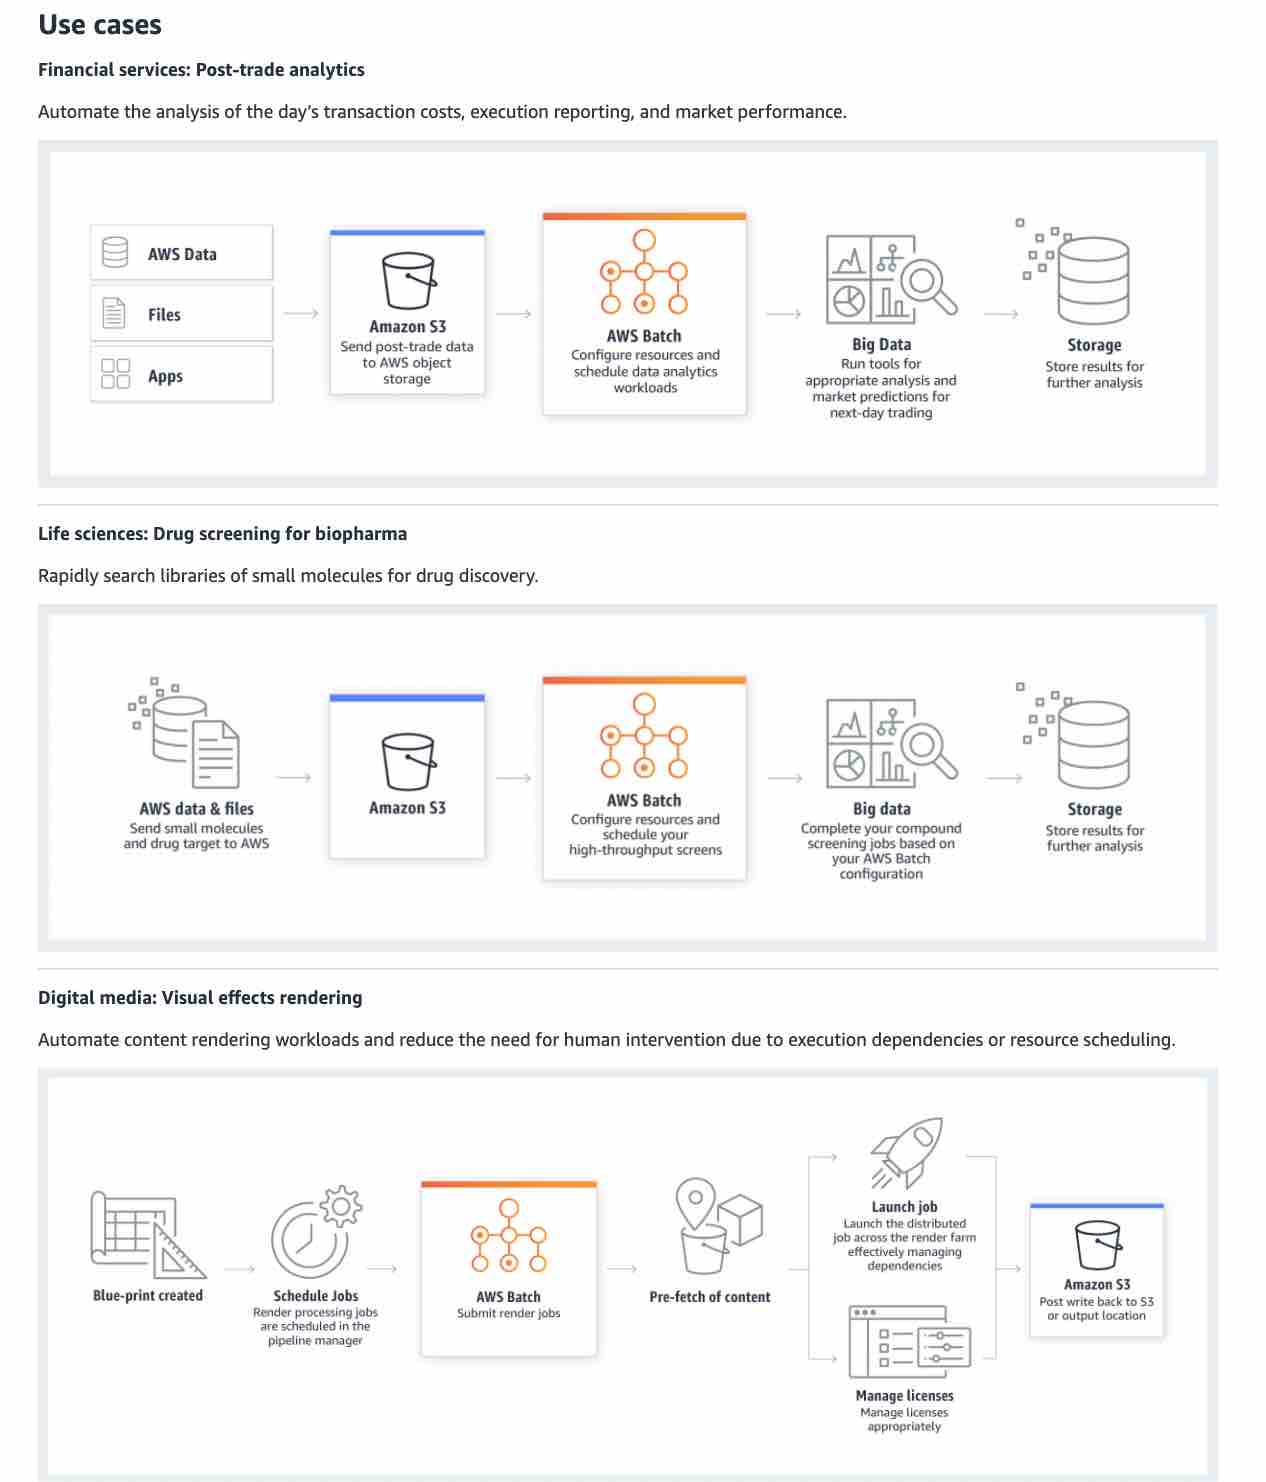 Use cases
Financial services: Post-trade analytics
Automate the analysis of the day's transaction costs, execution reporting, and market performance.
AWS Data
Files
Apps
Amazon S3
Send post-trade data
to AWS object
storage
AWS Batch
Configure resources and
schedule data analytics
workloads
Big Data
Run tools for
appropriate analysis and
market predictions for
next-day trading
Storage
Store results for
further analysis
Life sciences: Drug screening for biopharma
Rapidly search libraries of small molecules for drug discovery.
AWS data & files
Send small molecules
and drug target to AWS
Amazon S3
AWS Batch
Configure resources and
schedule your
high-throughput screens
Big data
Complete your compound
screening jobs based on
your AWS Batch
configuration
Storage
Store results for
further analysis
Digital media: Visual effects rendering
Automate content rendering workloads and reduce the need for human intervention due to execution dependencies or resource scheduling.
Blue-print created
Schedule Jobs
Render processing jobs
are scheduled in the
pipeline manager
AWS Batch
Submit render jobs
Pre-fetch of content
Launch job
Launch the distributed
job across the render farm
effectively managing
dependencies
Manage licenses
Manage licenses
appropriately
Amazon S3
Post write back to S3
or output location